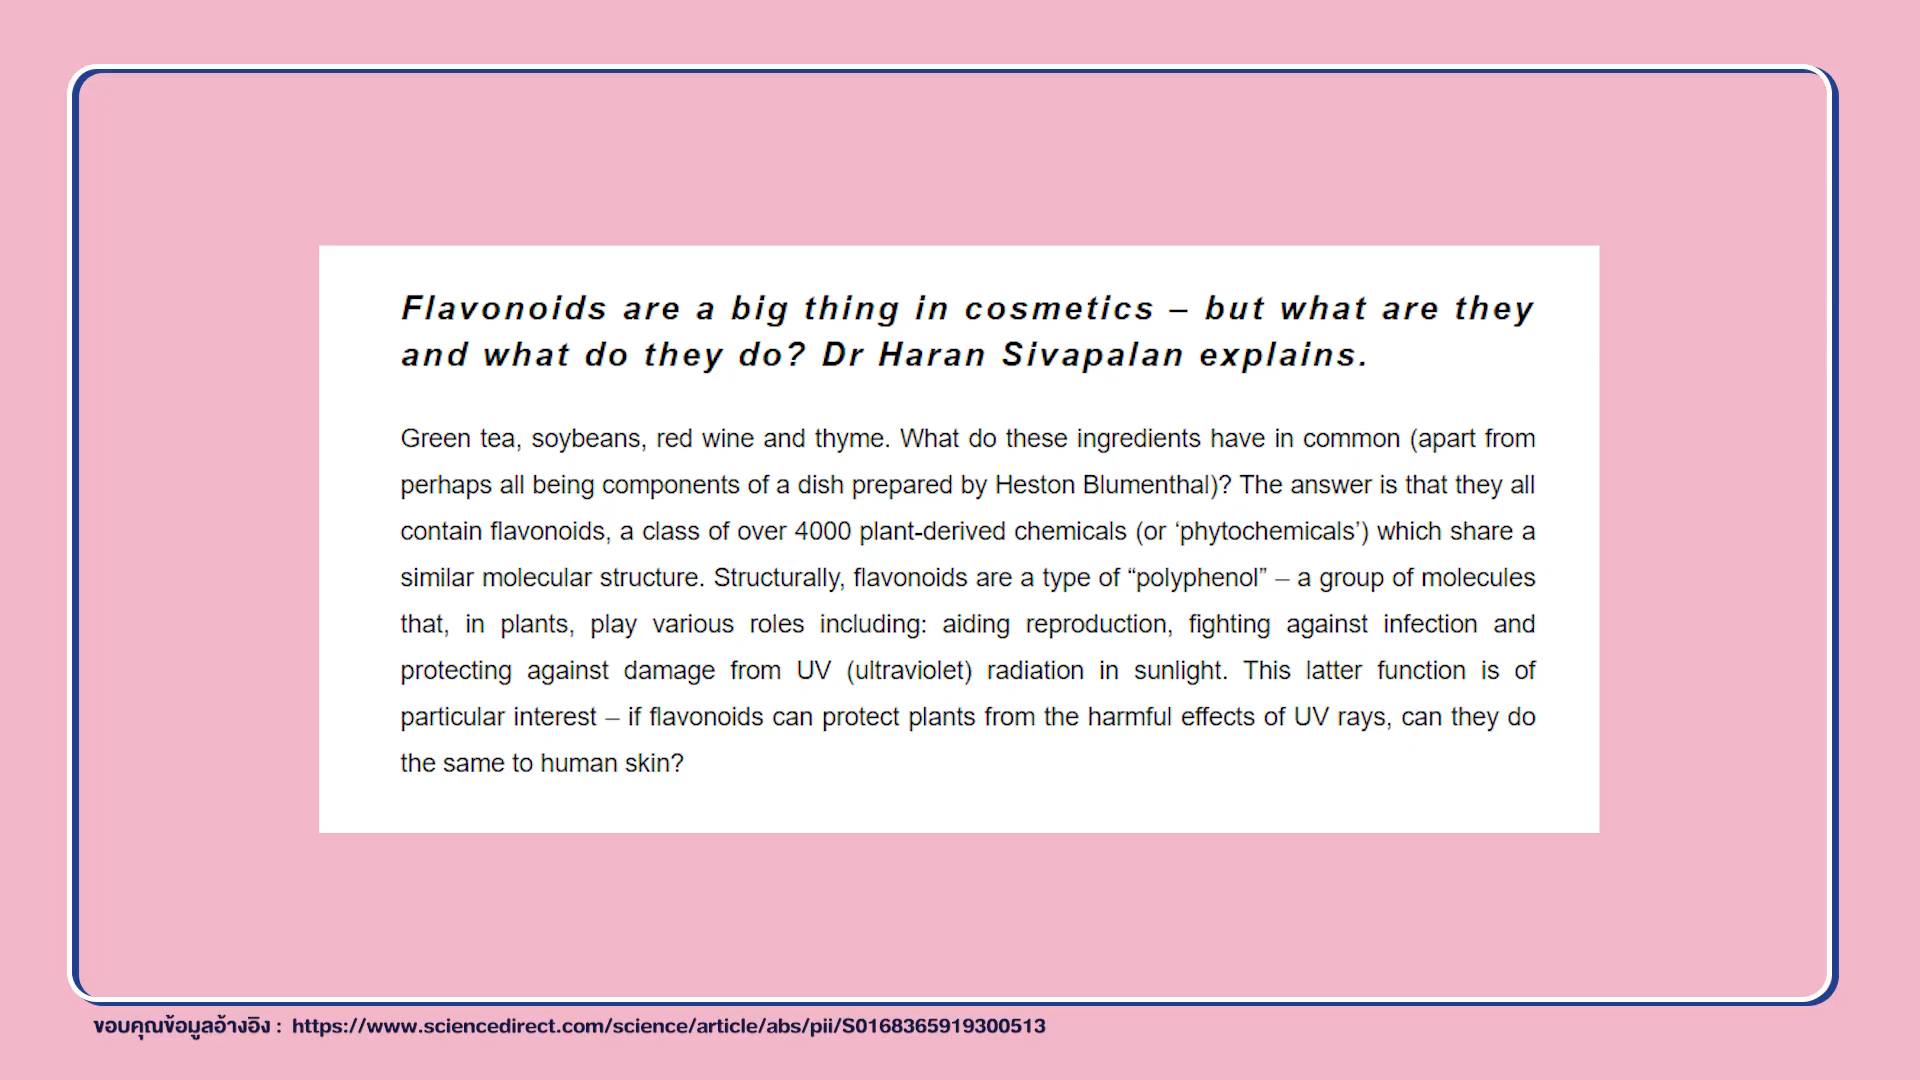 Flavonoids are a big thing in cosmetics – but what are they
and what do they do? Dr Haran Sivapalan explains.
Green tea, soybeans, red wine and thyme. What do these ingredients have in common (apart from
perhaps all being components of a dish prepared by Heston Blumenthal)? The answer is that they all
contain flavonoids, a class of over 4000 plant-derived chemicals (or ‘phytochemicals’) which share a
similar molecular structure. Structurally, flavonoids are a type of “polyphenol” – a group of molecules
that, in plants, play various roles including: aiding reproduction, fighting against infection and
protecting against damage from UV (ultraviolet) radiation in sunlight. This latter function is of
particular interest – if flavonoids can protect plants from the harmful effects of UV rays, can they do
the same to human skin?
ขอบคุณข้อมูลอ้างอิง : https://www.sciencedirect.com/science/article/abs/pii/S0168365919300513